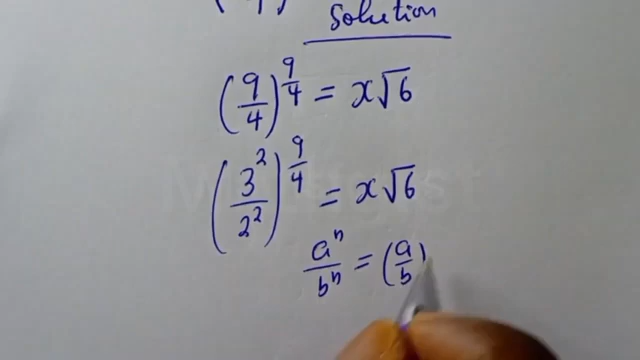 Solution
(9/4)^(9/4) = x√6
(3²/2²)^(9/4) = x√6
aⁿ/bⁿ = (a/b)